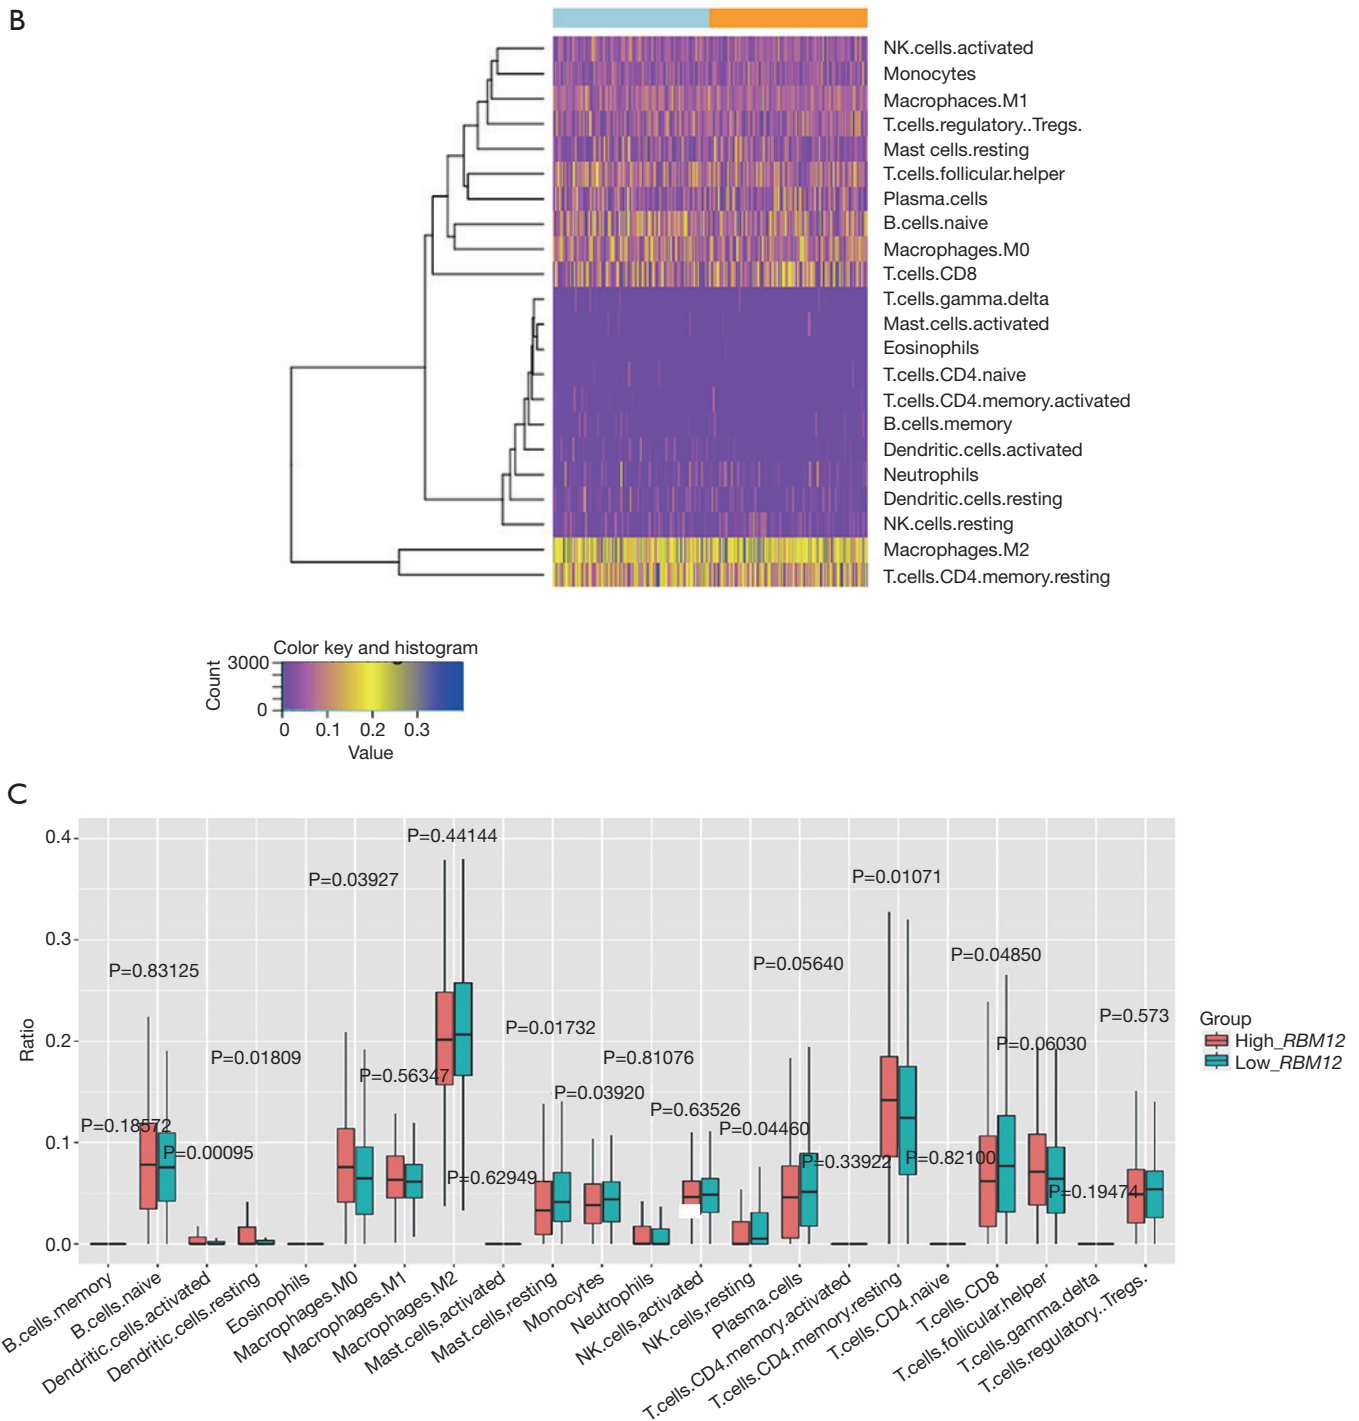 B
NK.cells.activated
Monocytes
Macrophaces.M1
T.cells.regulatory..Tregs.
Mast cells.resting
T.cells.follicular.helper
Plasma.cells
B.cells.naive
Macrophages.M0
T.cells.CD8
T.cells.gamma.delta
Mast.cells.activated
Eosinophils
T.cells.CD4.naive
T.cells.CD4.memory.activated
B.cells.memory
Dendritic.cells.activated
Neutrophils
Dendritic.cells.resting
NK.cells.resting
Macrophages.M2
T.cells.CD4.memory.resting
Color key and histogram
Count
3000
0
0 0.1 0.2 0.3
Value
C
Ratio
0.4
0.3
0.2
0.1
0.0
P=0.18572
P=0.83125
P=0.00095
P=0.01809
P=0.03927
P=0.56347
P=0.44144
P=0.62949
P=0.01732
P=0.03920
P=0.81076
P=0.63526
P=0.04460
P=0.05640
P=0.33922
P=0.01071
P=0.82100
P=0.04850
P=0.06030
P=0.19474
P=0.573
Group
High_RBM12
Low_RBM12
B.cells.memory
B.cells.naive
Dendritic.cells.activated
Dendritic.cells.resting
Eosinophils
Macrophages.M0
Macrophages.M1
Macrophages.M2
Mast.cells,activated
Mast.cells,resting
Monocytes
Neutrophils
NK.cells,activated
NK.cells,resting
Plasma.cells
T.cells.CD4.memory.activated
T.cells.CD4.memory.resting
T.cells.CD4.naive
T.cells.CD8
T.cells.follicular.helper
T.cells.gamma.delta
T.cells.regulatory..Tregs.